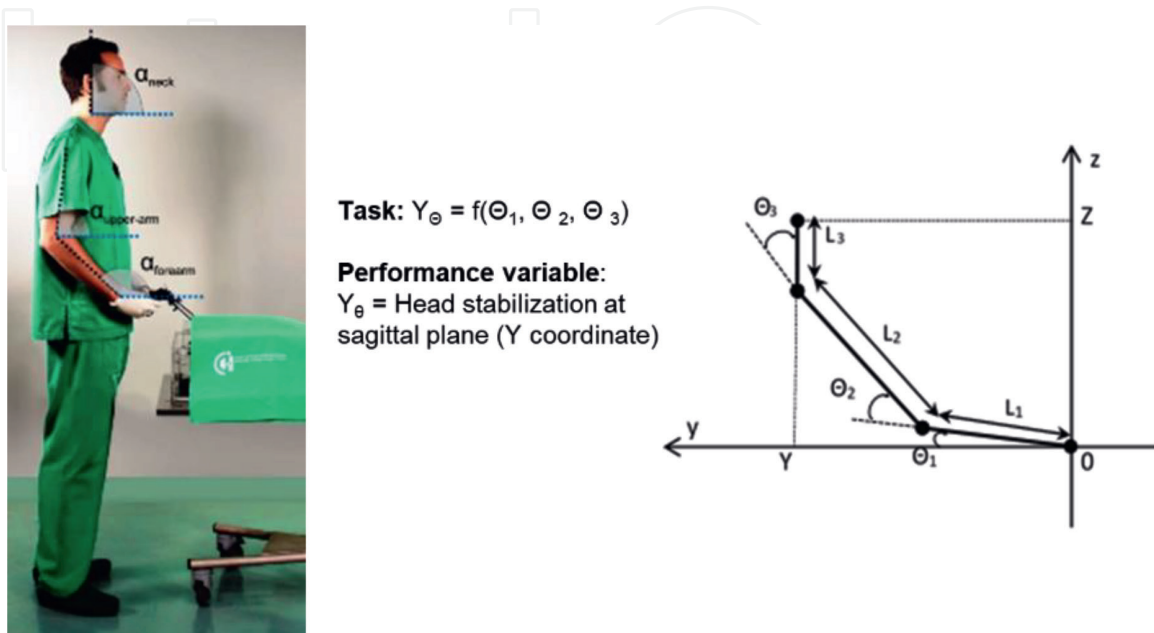 αneck
αupper-arm
αforearm
Task: YΘ = f(Θ1, Θ 2, Θ 3)
Performance variable:
Yθ = Head stabilization at
sagittal plane (Y coordinate)
z
Θ3
Z
L3
L2
Θ2
L1
y
Y
Θ1
0